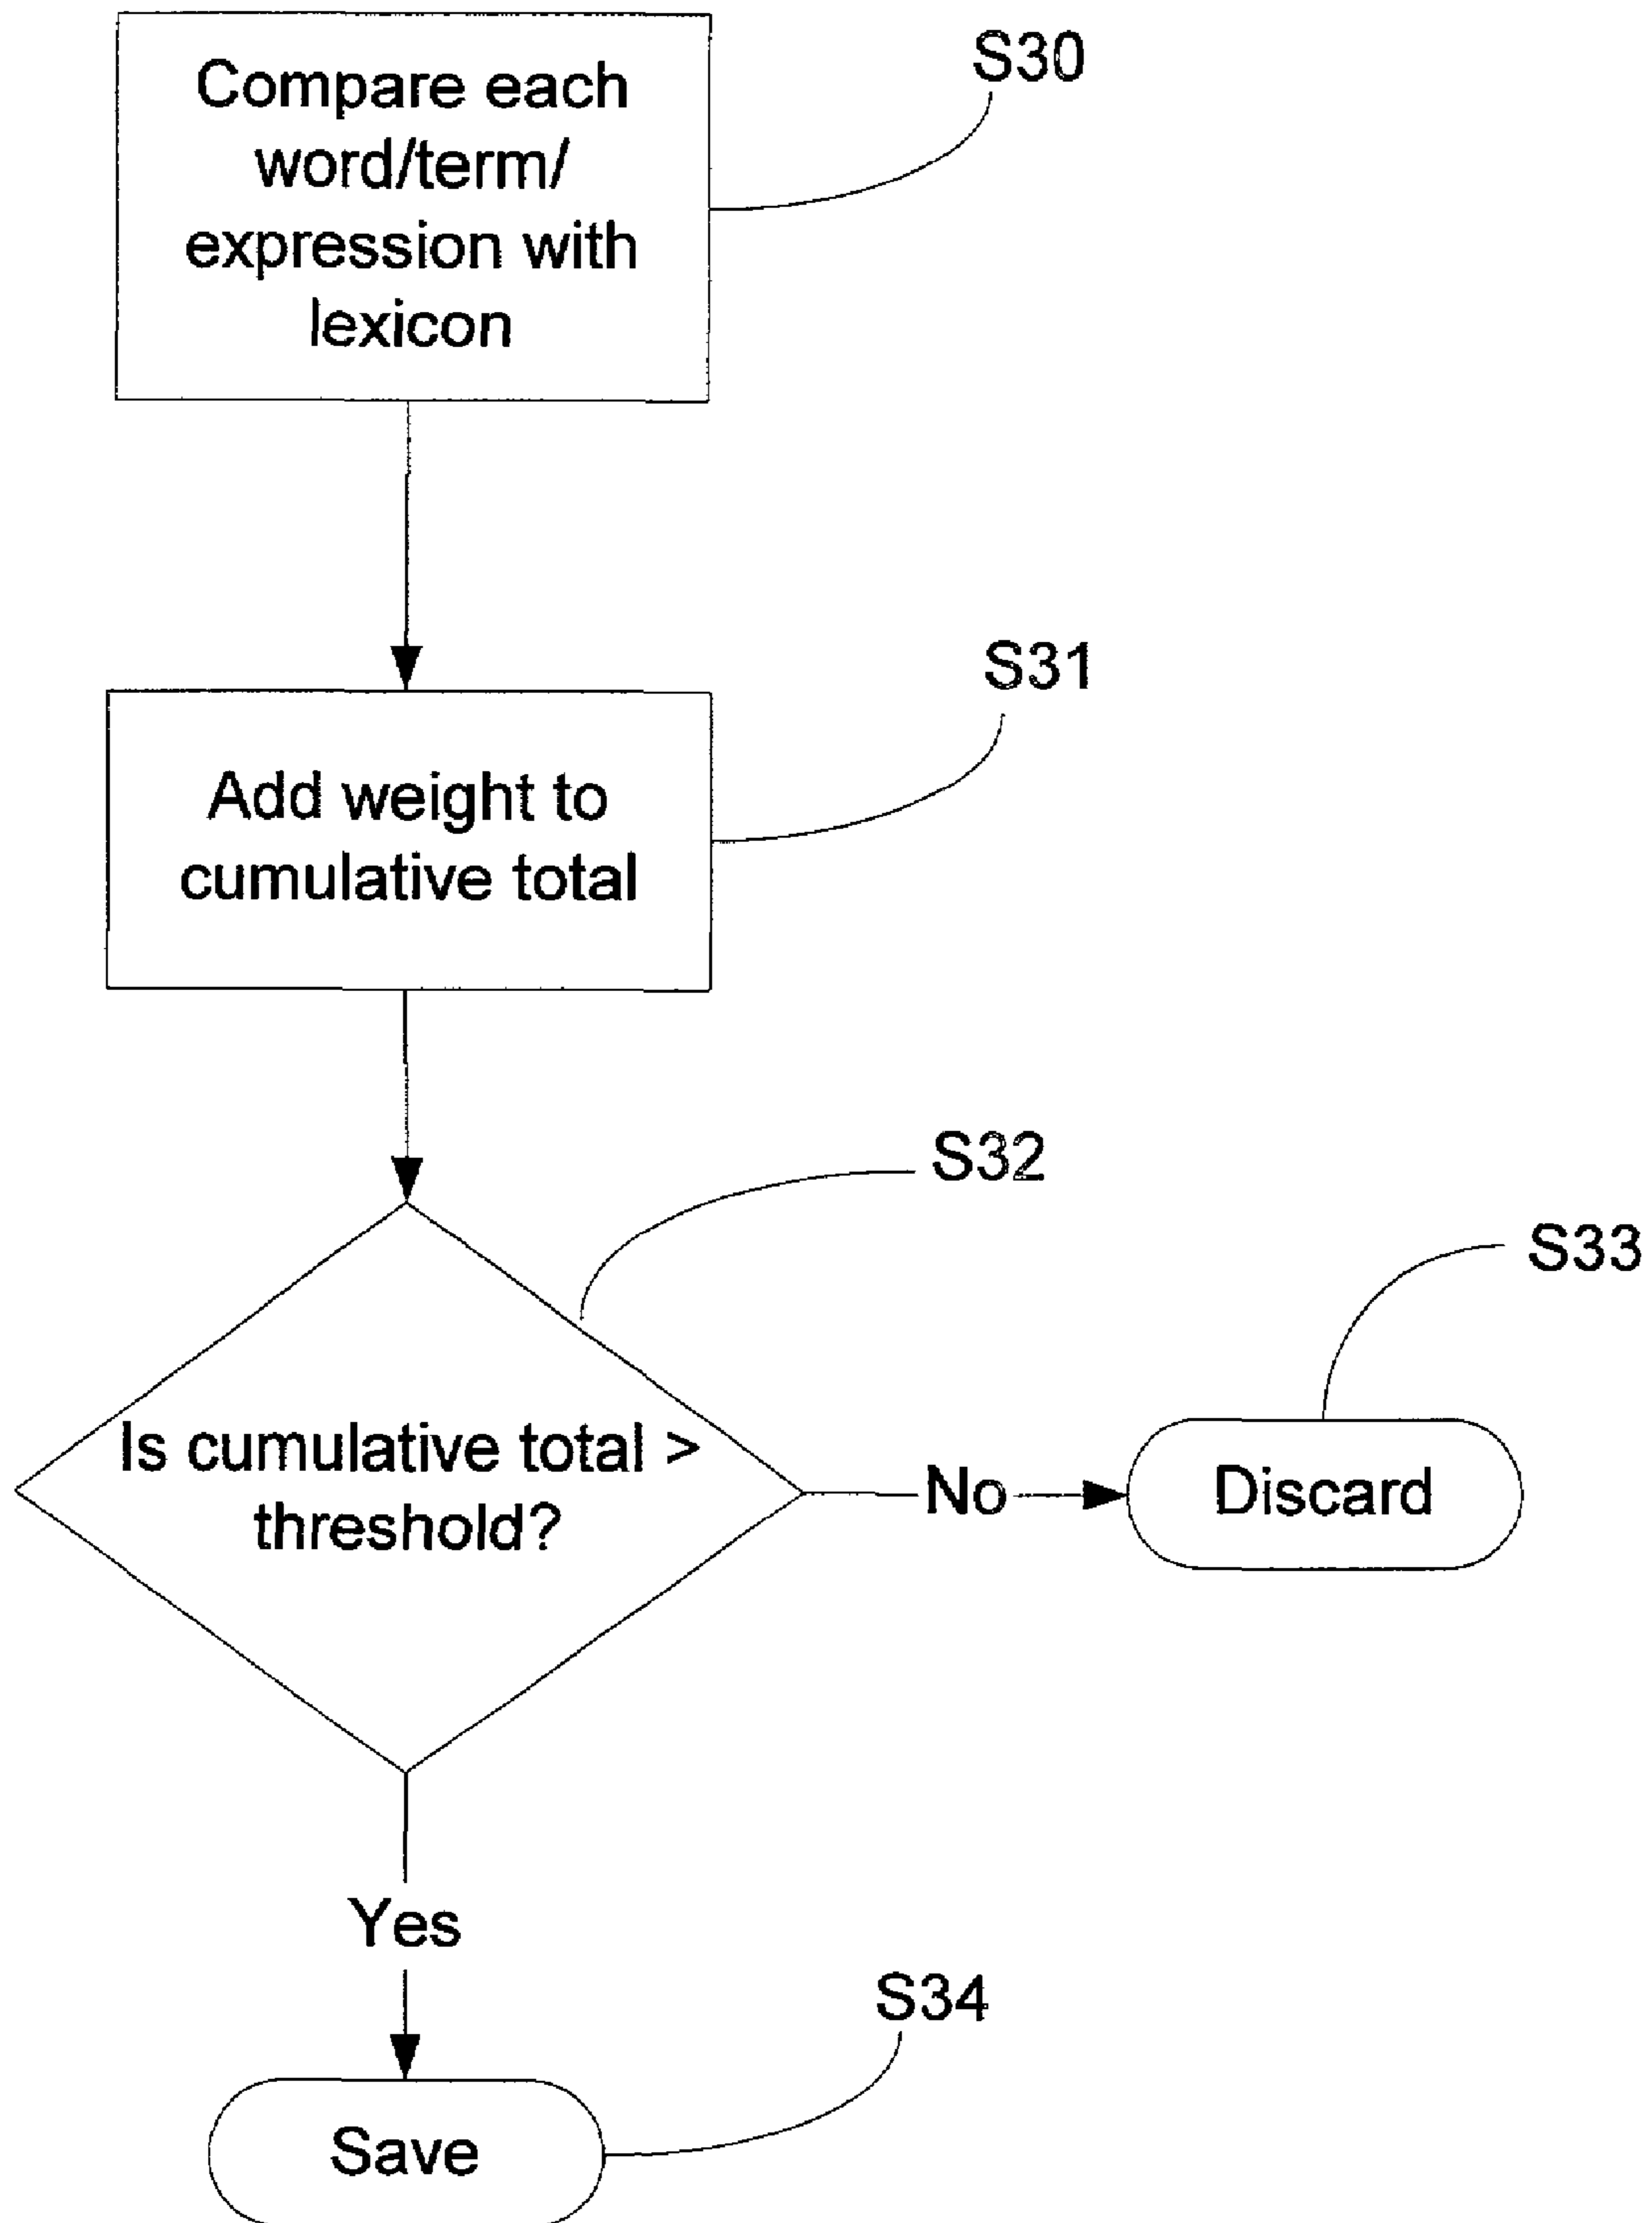 Compare each
word/term/
expression with
lexicon
S30
Add weight to
cumulative total
S31
S32
Is cumulative total >
threshold?
No
S33
Discard
Yes
S34
Save